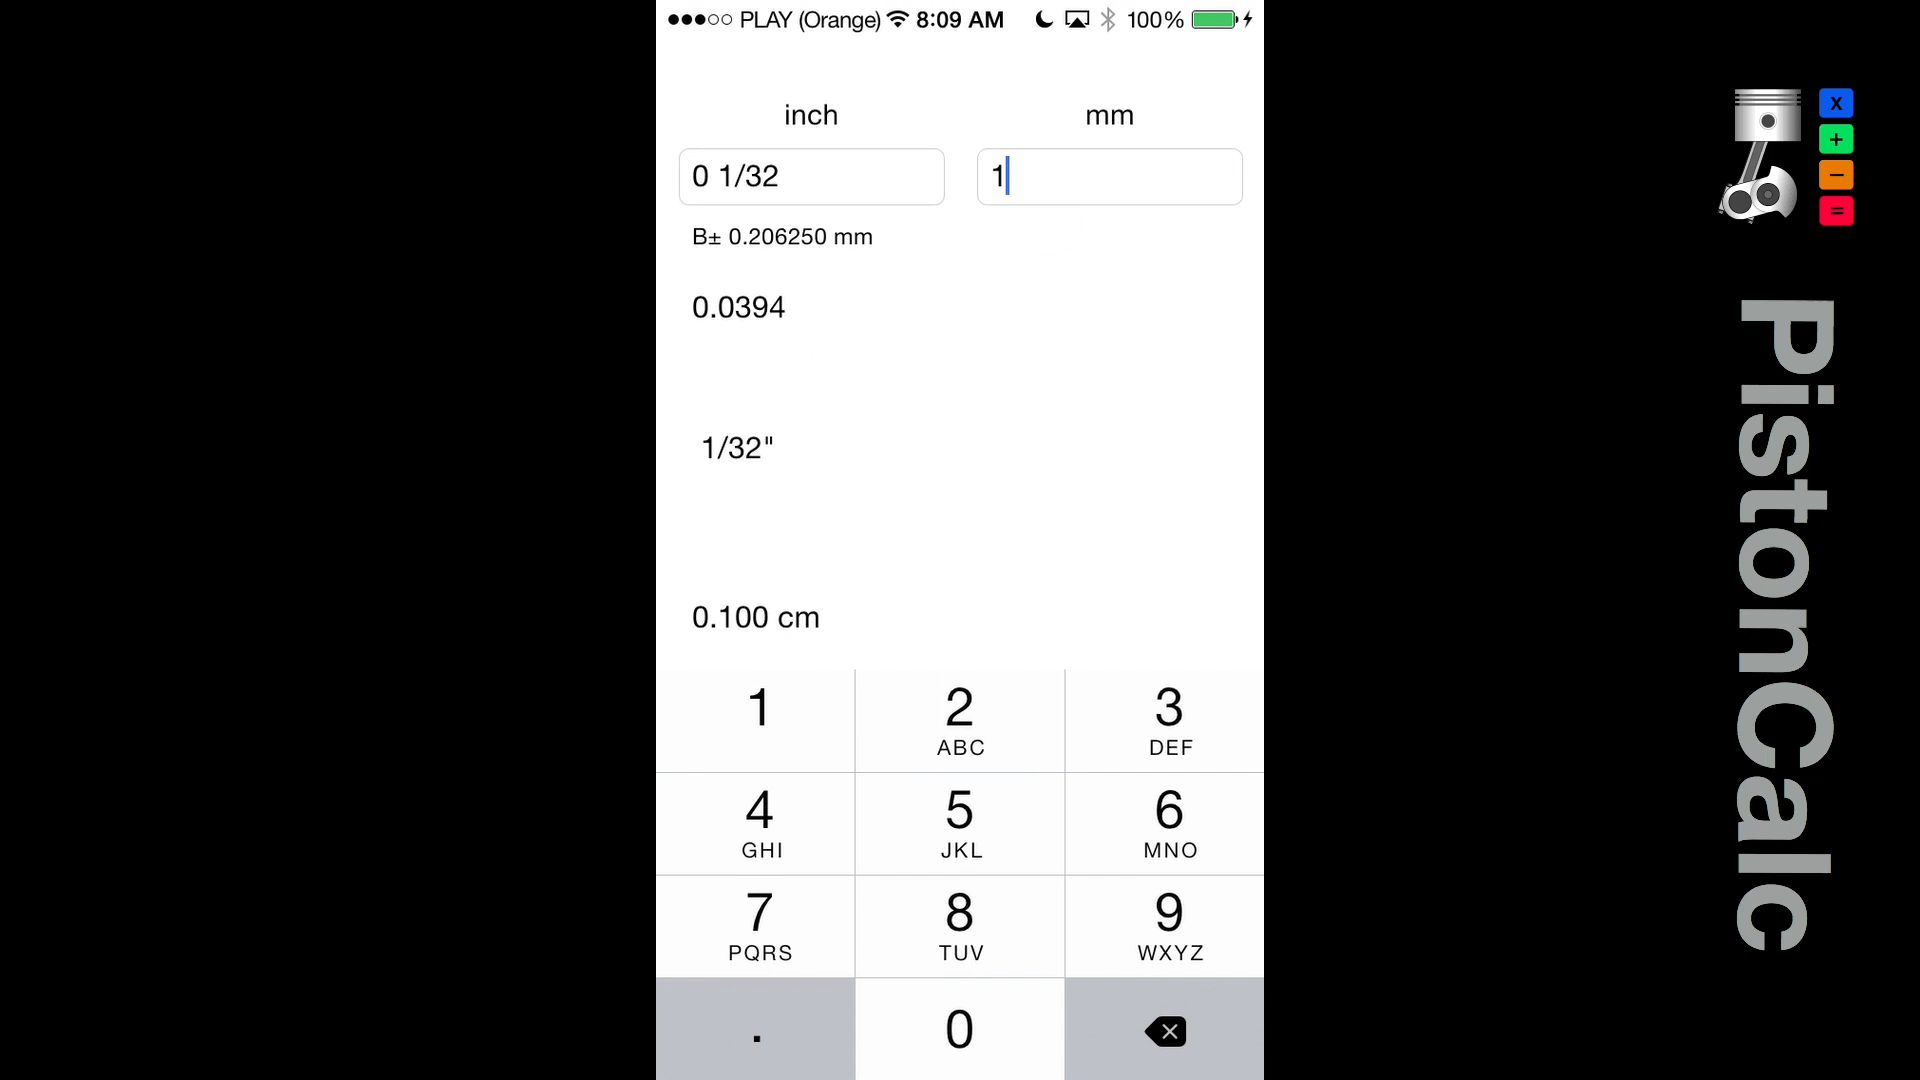 PLAY (Orange) 8:09 AM 100%
inch mm
0 1/32 1
B± 0.206250 mm
0.0394
1/32"
0.100 cm
1 2 3
ABC DEF
4 5 6
GHI JKL MNO
7 8 9
PQRS TUV WXYZ
. 0
x
+
−
=
PistonCalc